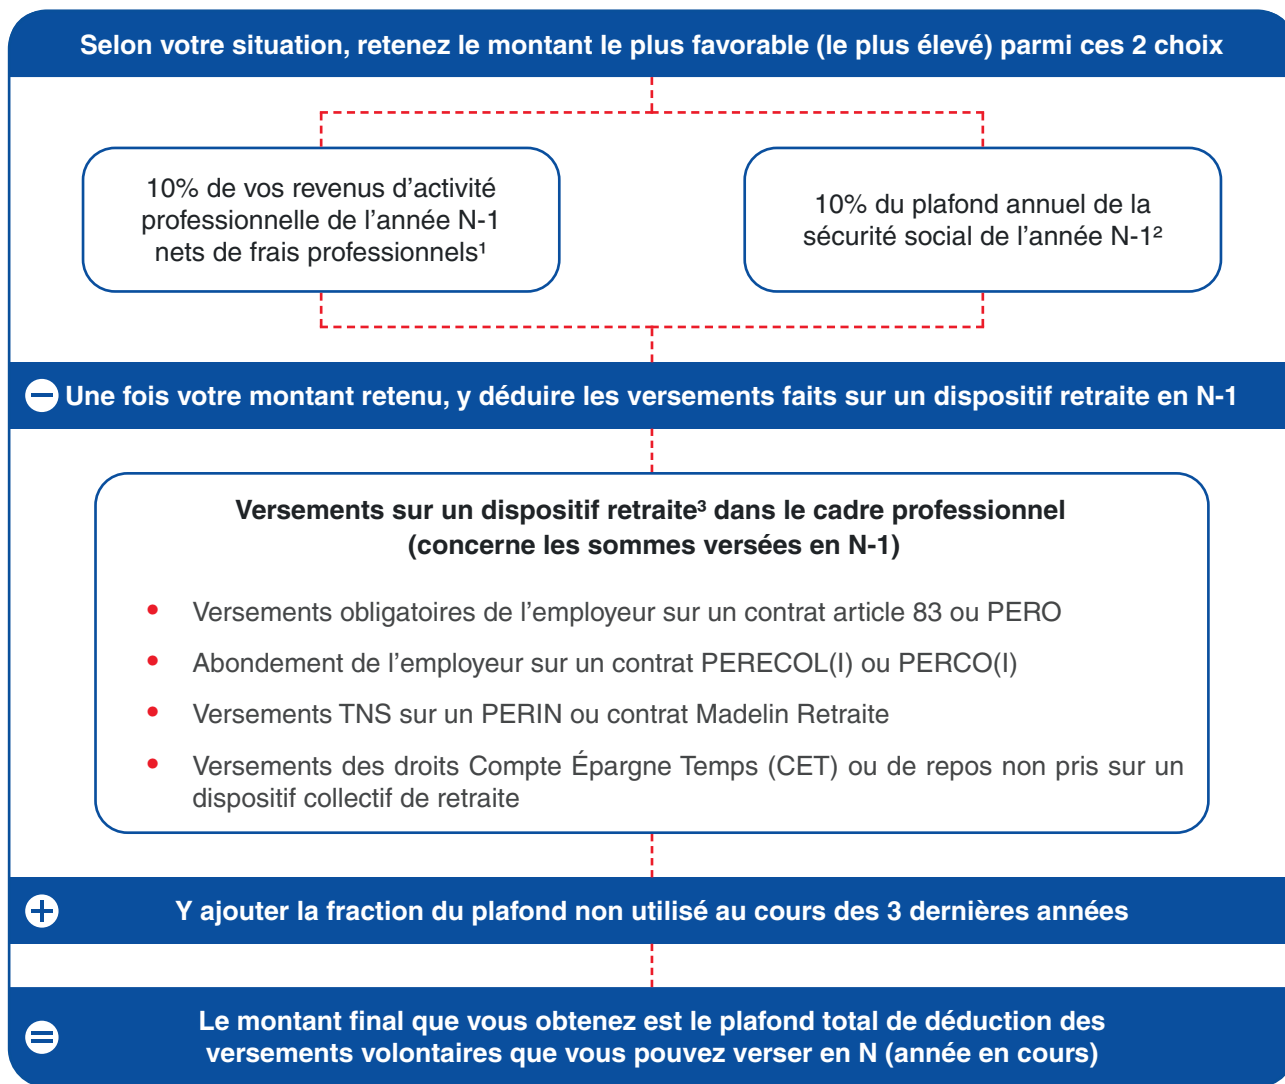 Selon votre situation, retenez le montant le plus favorable (le plus élevé) parmi ces 2 choix
10% de vos revenus d’activité
professionnelle de l’année N-1
nets de frais professionnels¹
10% du plafond annuel de la
sécurité social de l’année N-1²
Une fois votre montant retenu, y déduire les versements faits sur un dispositif retraite en N-1
Versements sur un dispositif retraite³ dans le cadre professionnel
(concerne les sommes versées en N-1)
• Versements obligatoires de l’employeur sur un contrat article 83 ou PERO
• Abondement de l’employeur sur un contrat PERECOL(I) ou PERCO(I)
• Versements TNS sur un PERIN ou contrat Madelin Retraite
• Versements des droits Compte Épargne Temps (CET) ou de repos non pris sur un
dispositif collectif de retraite
Y ajouter la fraction du plafond non utilisé au cours des 3 dernières années
Le montant final que vous obtenez est le plafond total de déduction des
versements volontaires que vous pouvez verser en N (année en cours)